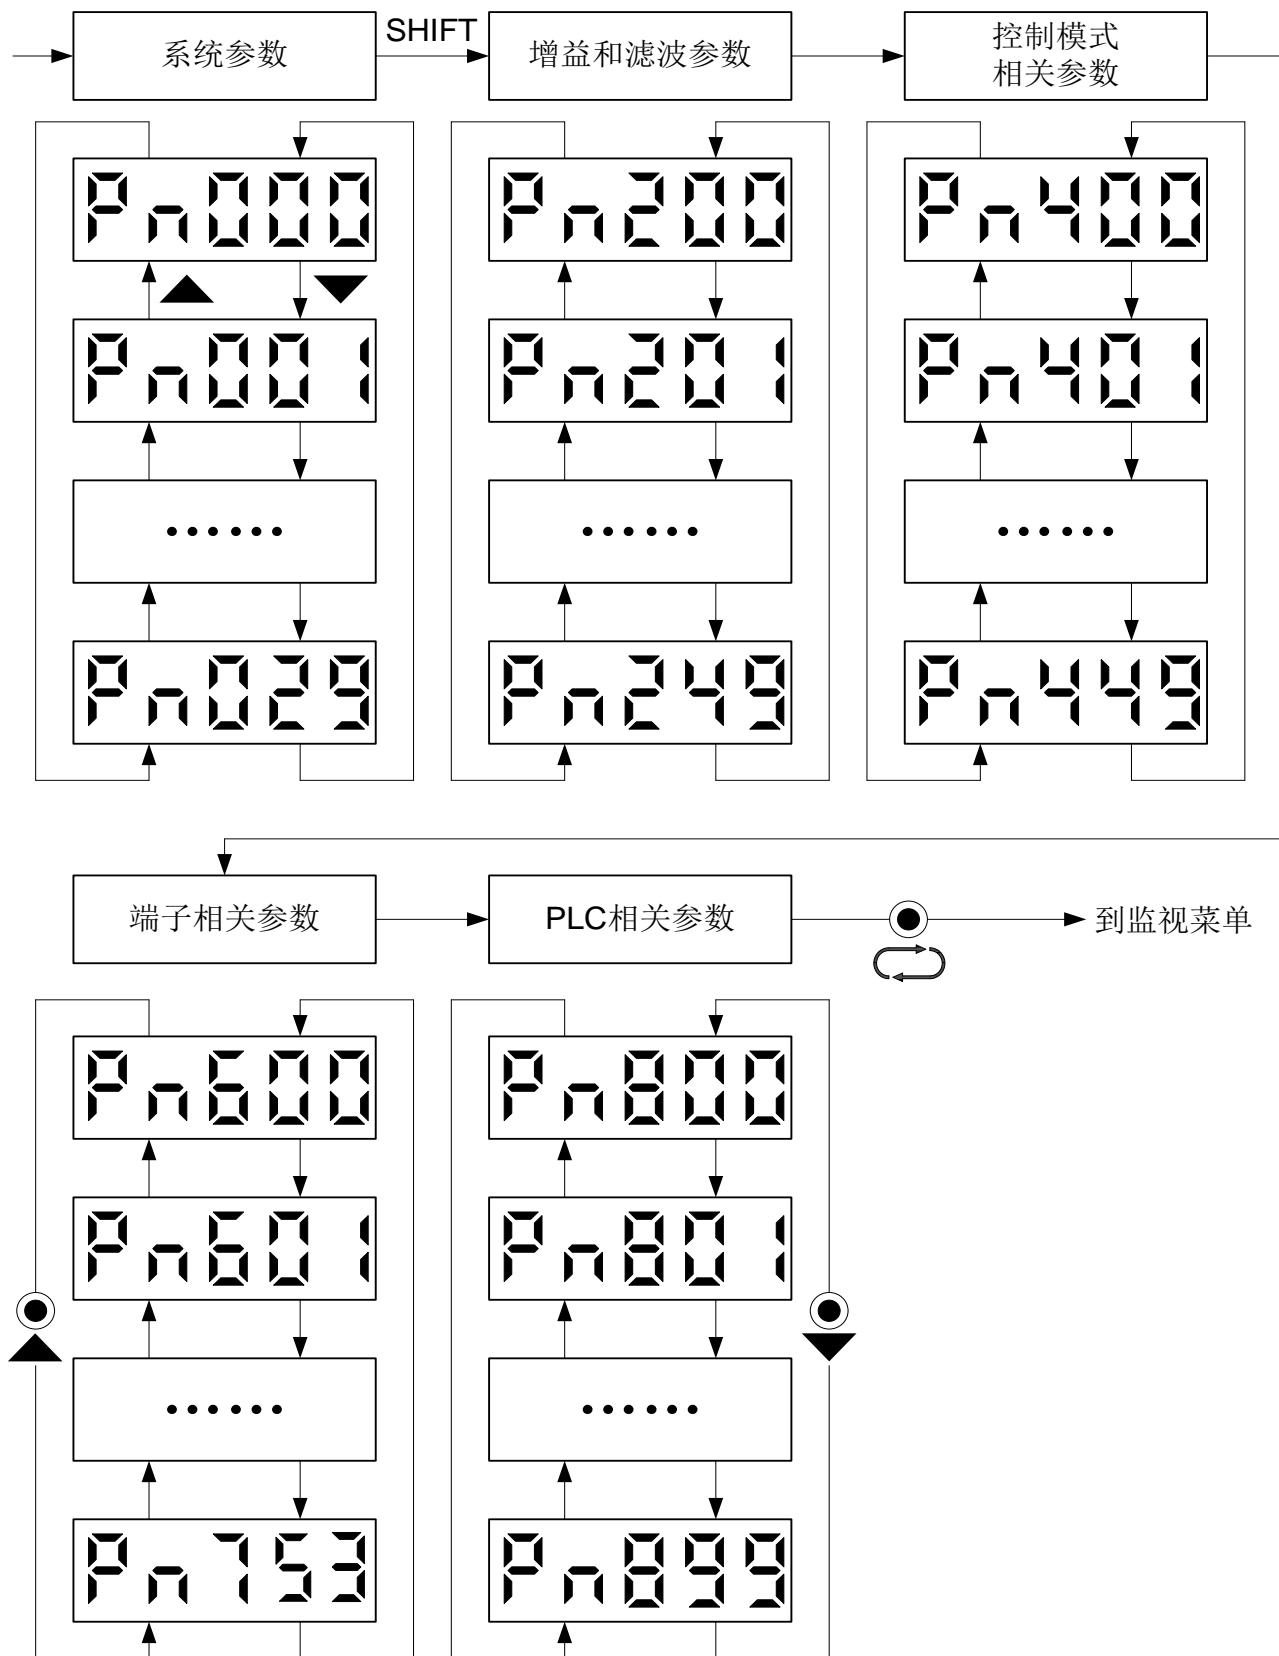 系统参数
SHIFT
增益和滤波参数
控制模式
相关参数
Pn000
Pn200
Pn400
Pn001
Pn201
Pn401
••••••
••••••
••••••
Pn029
Pn249
Pn449
端子相关参数
PLC相关参数
到监视菜单
Pn600
Pn800
Pn601
Pn801
••••••
••••••
Pn753
Pn899